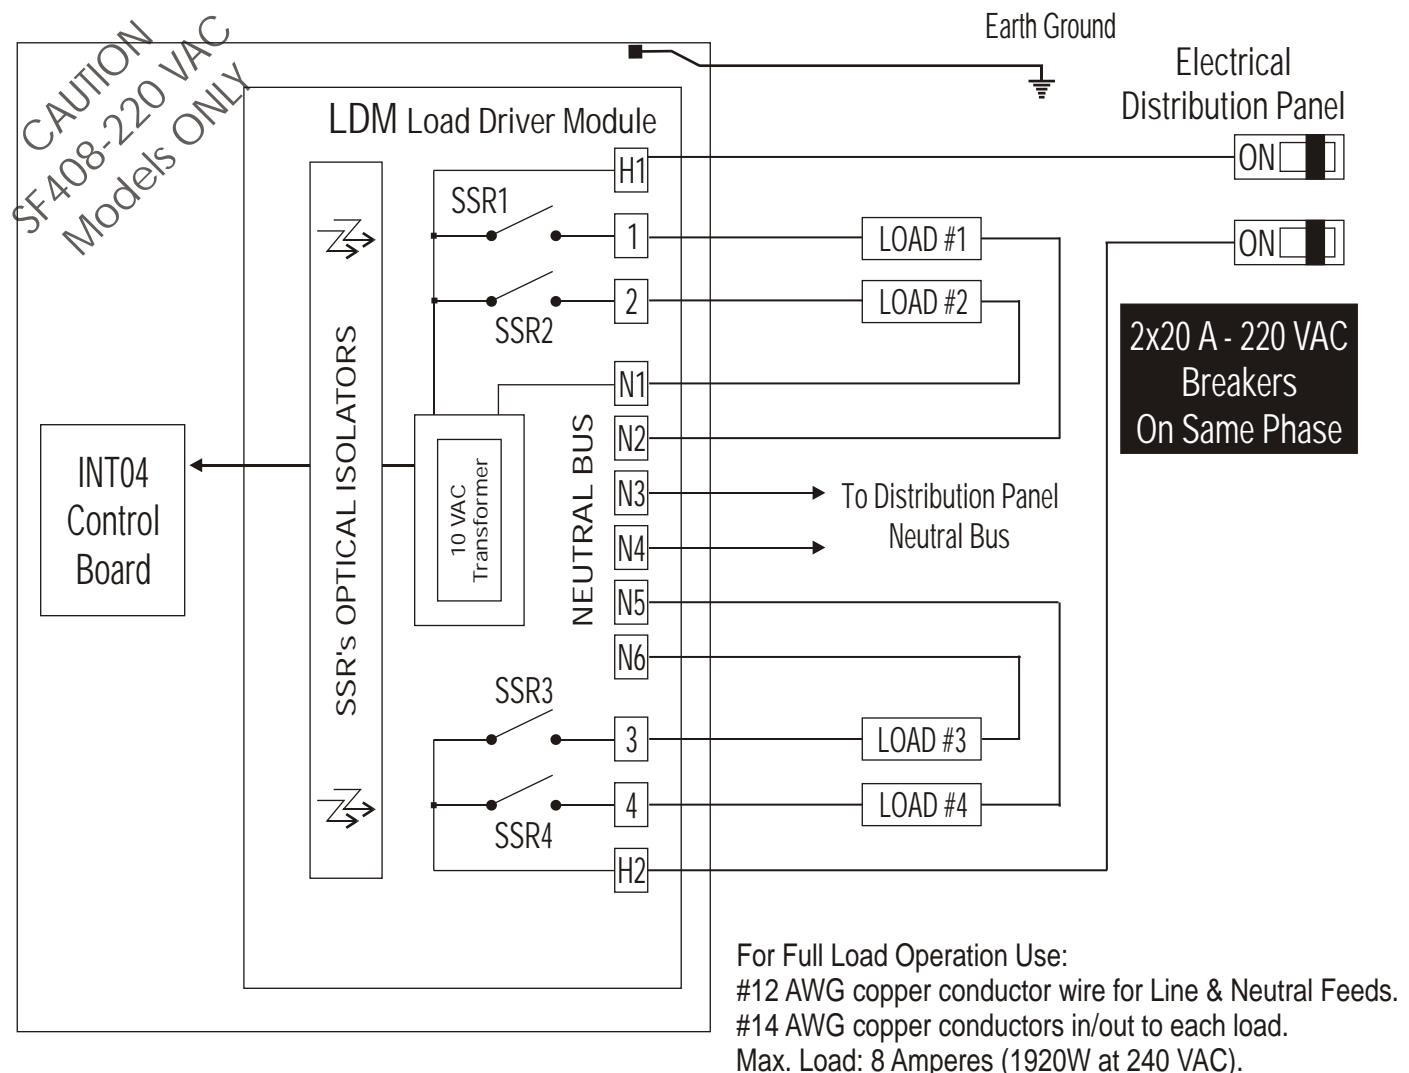 CAUTION
SF408-220 VAC
Models ONLY
Earth Ground
Electrical
Distribution Panel
LDM Load Driver Module
H1
ON
SSR1
1
LOAD #1
ON
2
LOAD #2
SSR2
2x20 A - 220 VAC
Breakers
On Same Phase
N1
N2
INT04
Control
Board
SSR's OPTICAL ISOLATORS
10 VAC
Transformer
NEUTRAL BUS
N3
To Distribution Panel
Neutral Bus
N4
N5
N6
SSR3
3
LOAD #3
4
LOAD #4
SSR4
H2
For Full Load Operation Use:
#12 AWG copper conductor wire for Line & Neutral Feeds.
#14 AWG copper conductors in/out to each load.
Max. Load: 8 Amperes (1920W at 240 VAC).